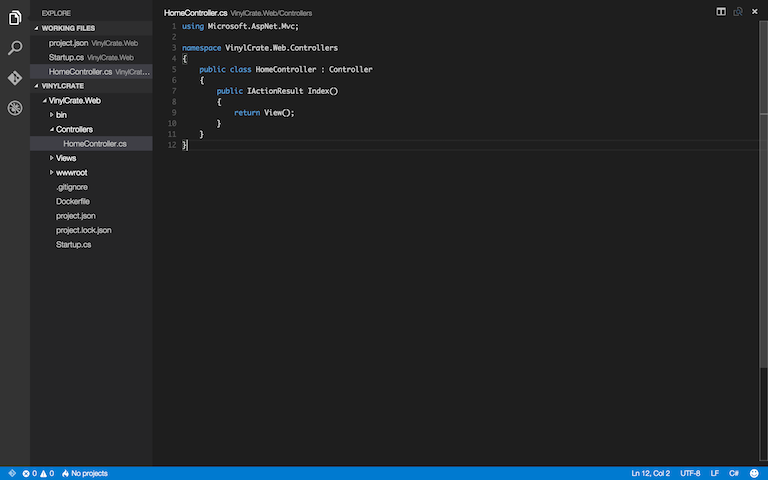 EXPLORE
WORKING FILES
project.json VinylCrate.Web
Startup.cs VinylCrate.Web
HomeController.cs VinylCrat...
VINYLCRATE
VinylCrate.Web
bin
Controllers
HomeController.cs
Views
wwwroot
.gitignore
Dockerfile
project.json
project.lock.json
Startup.cs
HomeController.cs VinylCrate.Web/Controllers
1 using Microsoft.AspNet.Mvc;
2
3 namespace VinylCrate.Web.Controllers
4 {
5 public class HomeController : Controller
6 {
7 public IActionResult Index()
8 {
9 return View();
10 }
11 }
12 }
0 0 No projects
Ln 12, Col 2 UTF-8 LF C#